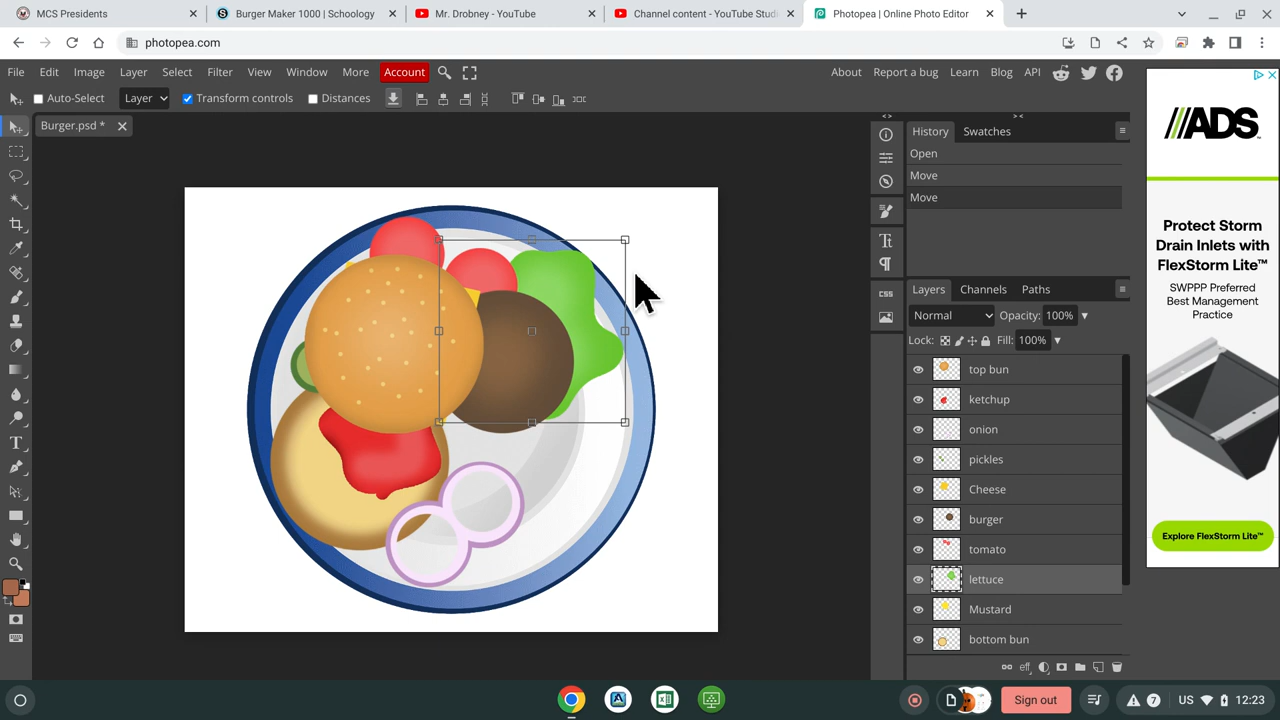 MCS Presidents
Burger Maker 1000 | Schoology
Mr. Drobney - YouTube
Channel content - YouTube Studi
Photopea | Online Photo Editor
photopea.com
File Edit Image Layer Select Filter View Window More Account
About Report a bug Learn Blog API
Auto-Select Layer Transform controls Distances
Burger.psd *
History Swatches
Open
Move
Move
Layers Channels Paths
Normal Opacity: 100%
Lock: Fill: 100%
top bun
ketchup
onion
pickles
Cheese
burger
tomato
lettuce
Mustard
bottom bun
CSS
eff
ADS
Protect Storm
Drain Inlets with
FlexStorm Lite™
SWPPP Preferred
Best Management
Practice
Explore FlexStorm Lite™
Sign out
7 US 12:23